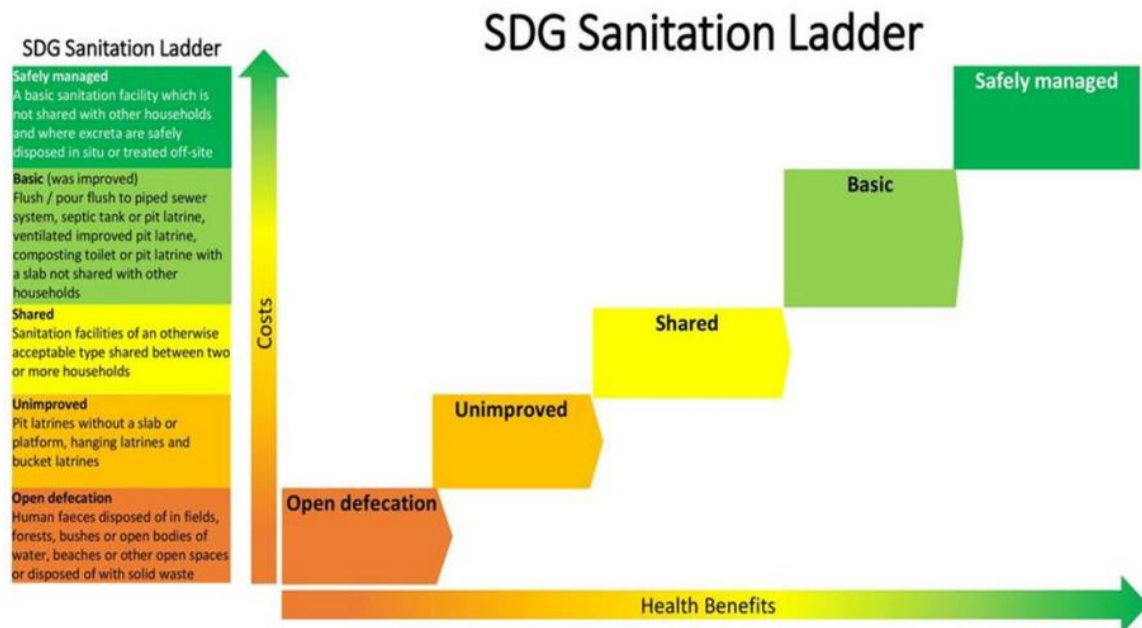 SDG Sanitation Ladder
SDG Sanitation Ladder
Safely managed
A basic sanitation facility which is
not shared with other households
and where excreta are safely
disposed in situ or treated off-site
Basic (was improved)
Flush / pour flush to piped sewer
system, septic tank or pit latrine,
ventilated improved pit latrine,
composting toilet or pit latrine with
a slab not shared with other
households
Shared
Sanitation facilities of an otherwise
acceptable type shared between two
or more households
Unimproved
Pit latrines without a slab or
platform, hanging latrines and
bucket latrines
Open defecation
Human faeces disposed of in fields,
forests, bushes or open bodies of
water, beaches or other open spaces
or disposed of with solid waste
Costs
Safely managed
Basic
Shared
Unimproved
Open defecation
Health Benefits